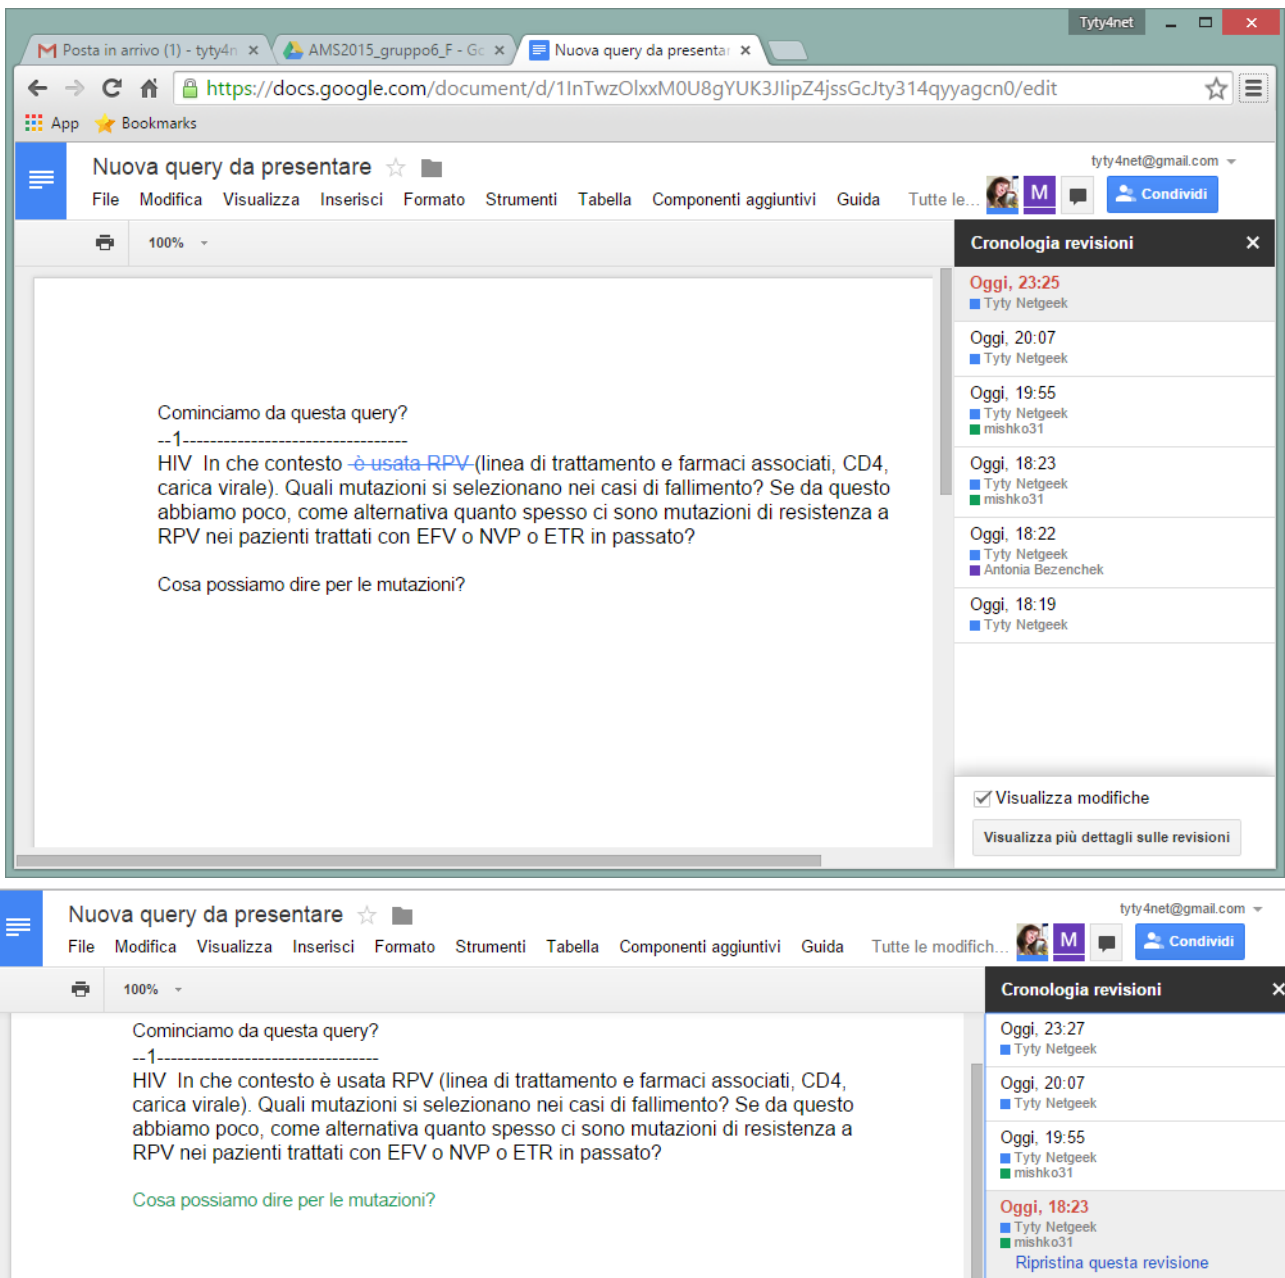 Tyty4net
Posta in arrivo (1) - tyty4n
AMS2015_gruppo6_F - Go
Nuova query da presentar
https://docs.google.com/document/d/1InTwzOlxxM0U8gYUK3JIipZ4jssGcJty314qyyagcn0/edit
App Bookmarks
Nuova query da presentare
tyty4net@gmail.com
File Modifica Visualizza Inserisci Formato Strumenti Tabella Componenti aggiuntivi Guida Tutte le... M Condividi
100%
Cronologia revisioni
Oggi, 23:25
Tyty Netgeek
Oggi, 20:07
Tyty Netgeek
Oggi, 19:55
Tyty Netgeek
mishko31
Oggi, 18:23
Tyty Netgeek
mishko31
Oggi, 18:22
Tyty Netgeek
Antonia Bezenchek
Oggi, 18:19
Tyty Netgeek
Visualizza modifiche
Visualizza più dettagli sulle revisioni
Cominciamo da questa query?
--1---------------------------------
HIV In che contesto è usata RPV (linea di trattamento e farmaci associati, CD4,
carica virale). Quali mutazioni si selezionano nei casi di fallimento? Se da questo
abbiamo poco, come alternativa quanto spesso ci sono mutazioni di resistenza a
RPV nei pazienti trattati con EFV o NVP o ETR in passato?
Cosa possiamo dire per le mutazioni?
Nuova query da presentare
tyty4net@gmail.com
File Modifica Visualizza Inserisci Formato Strumenti Tabella Componenti aggiuntivi Guida Tutte le modifich... M Condividi
100%
Cronologia revisioni
Oggi, 23:27
Tyty Netgeek
Oggi, 20:07
Tyty Netgeek
Oggi, 19:55
Tyty Netgeek
mishko31
Oggi, 18:23
Tyty Netgeek
mishko31
Ripristina questa revisione
Cominciamo da questa query?
--1---------------------------------
HIV In che contesto è usata RPV (linea di trattamento e farmaci associati, CD4,
carica virale). Quali mutazioni si selezionano nei casi di fallimento? Se da questo
abbiamo poco, come alternativa quanto spesso ci sono mutazioni di resistenza a
RPV nei pazienti trattati con EFV o NVP o ETR in passato?
Cosa possiamo dire per le mutazioni?